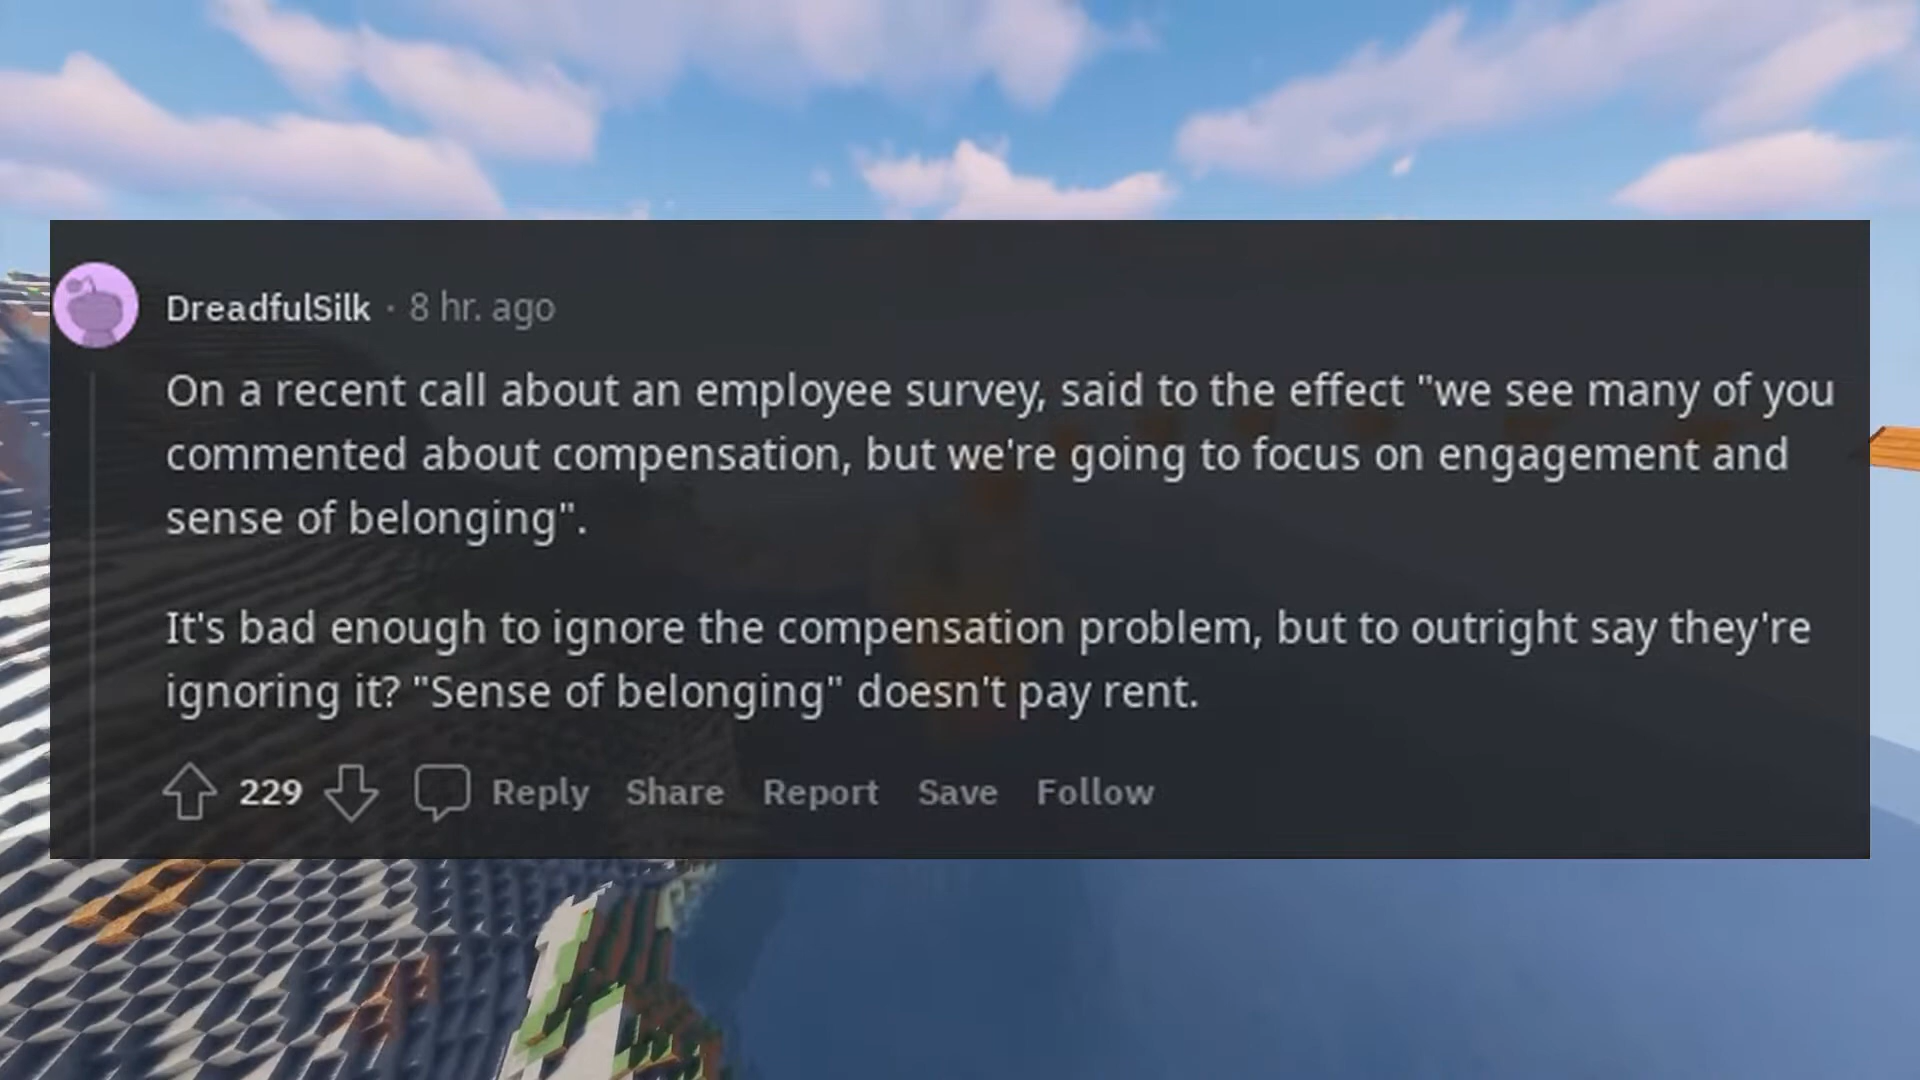 DreadfulSilk · 8 hr. ago
On a recent call about an employee survey, said to the effect "we see many of you
commented about compensation, but we're going to focus on engagement and
sense of belonging".
It's bad enough to ignore the compensation problem, but to outright say they're
ignoring it? "Sense of belonging" doesn't pay rent.
229 Reply Share Report Save Follow